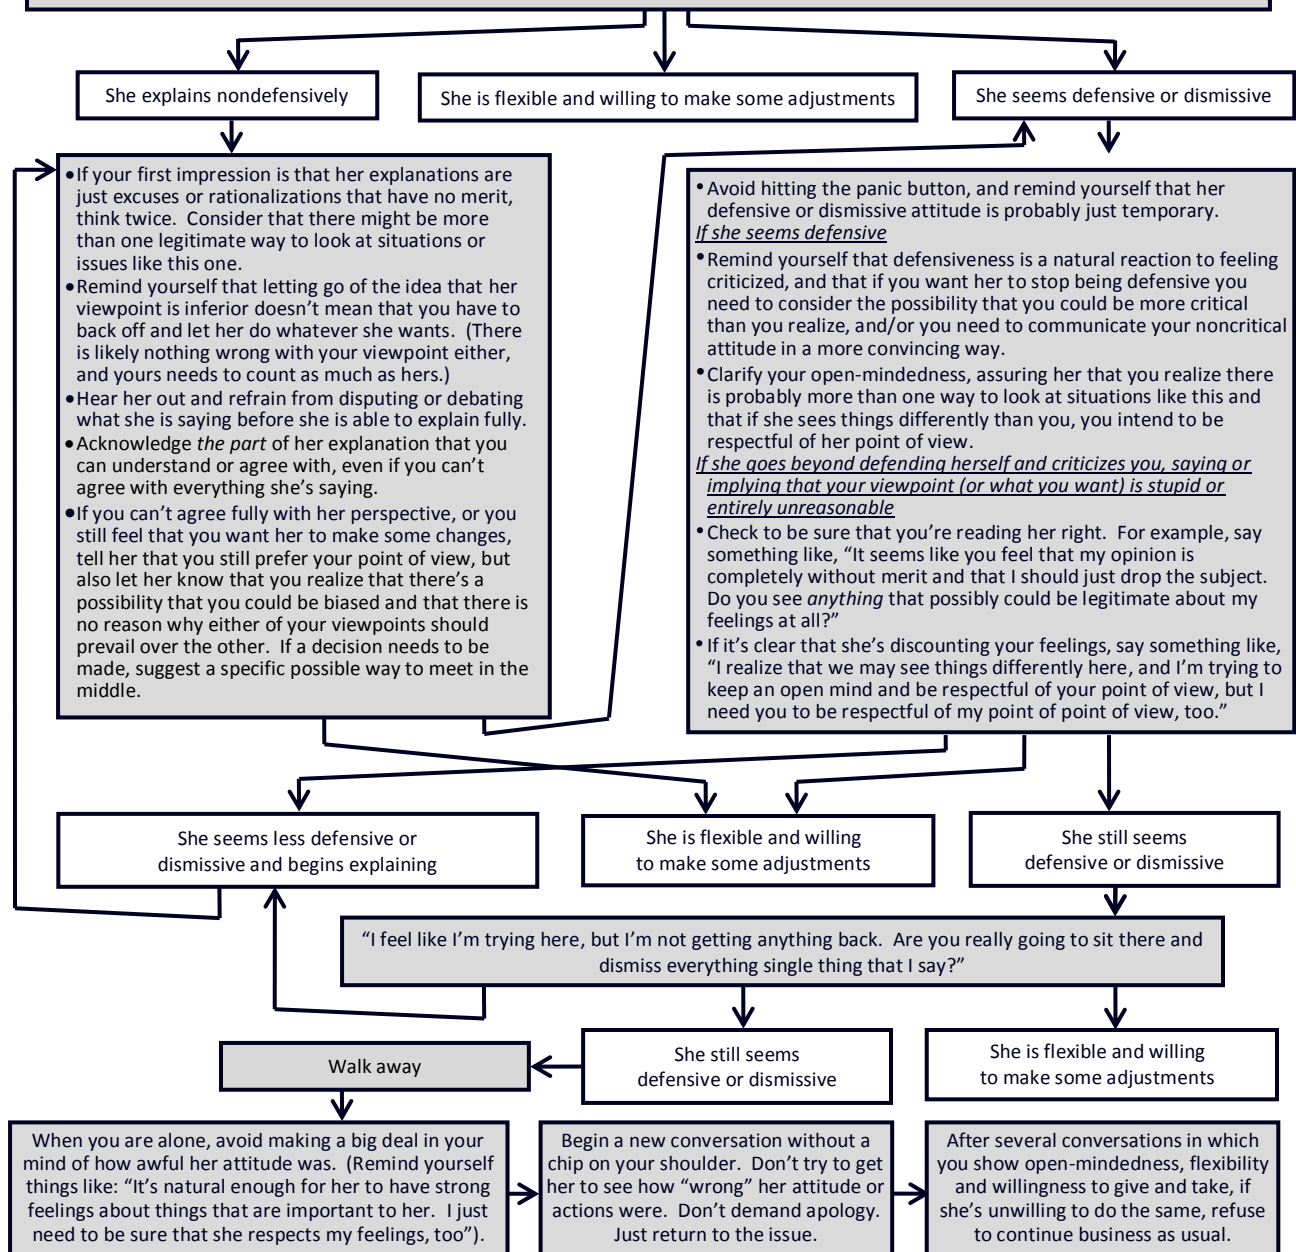 She explains nondefensively
She is flexible and willing to make some adjustments
She seems defensive or dismissive
•If your first impression is that her explanations are
just excuses or rationalizations that have no merit,
think twice.  Consider that there might be more
than one legitimate way to look at situations or
issues like this one.
•Remind yourself that letting go of the idea that her
viewpoint is inferior doesn’t mean that you have to
back off and let her do whatever she wants.  (There
is likely nothing wrong with your viewpoint either,
and yours needs to count as much as hers.)
•Hear her out and refrain from disputing or debating
what she is saying before she is able to explain fully.
•Acknowledge the part of her explanation that you
can understand or agree with, even if you can’t
agree with everything she’s saying.
•If you can’t agree fully with her perspective, or you
still feel that you want her to make some changes,
tell her that you still prefer your point of view, but
also let her know that you realize that there’s a
possibility that you could be biased and that there is
no reason why either of your viewpoints should
prevail over the other.  If a decision needs to be
made, suggest a specific possible way to meet in the
middle.
•Avoid hitting the panic button, and remind yourself that her
defensive or dismissive attitude is probably just temporary.
If she seems defensive
•Remind yourself that defensiveness is a natural reaction to feeling
criticized, and that if you want her to stop being defensive you
need to consider the possibility that you could be more critical
than you realize, and/or you need to communicate your noncritical
attitude in a more convincing way.
•Clarify your open-mindedness, assuring her that you realize there
is probably more than one way to look at situations like this and
that if she sees things differently than you, you intend to be
respectful of her point of view.
If she goes beyond defending herself and criticizes you, saying or
implying that your viewpoint (or what you want) is stupid or
entirely unreasonable
•Check to be sure that you’re reading her right.  For example, say
something like, “It seems like you feel that my opinion is
completely without merit and that I should just drop the subject.
Do you see anything that possibly could be legitimate about my
feelings at all?”
•If it’s clear that she’s discounting your feelings, say something like,
“I realize that we may see things differently here, and I’m trying to
keep an open mind and be respectful of your point of view, but I
need you to be respectful of my point of point of view, too.”
She seems less defensive or
dismissive and begins explaining
She is flexible and willing
to make some adjustments
She still seems
defensive or dismissive
“I feel like I’m trying here, but I’m not getting anything back.  Are you really going to sit there and
dismiss everything single thing that I say?”
Walk away
She still seems
defensive or dismissive
She is flexible and willing
to make some adjustments
When you are alone, avoid making a big deal in your
mind of how awful her attitude was.  (Remind yourself
things like: “It’s natural enough for her to have strong
feelings about things that are important to her.  I just
need to be sure that she respects my feelings, too”).
Begin a new conversation without a
chip on your shoulder.  Don’t try to get
her to see how “wrong” her attitude or
actions were.  Don’t demand apology.
Just return to the issue.
After several conversations in which
you show open-mindedness, flexibility
and willingness to give and take, if
she’s unwilling to do the same, refuse
to continue business as usual.